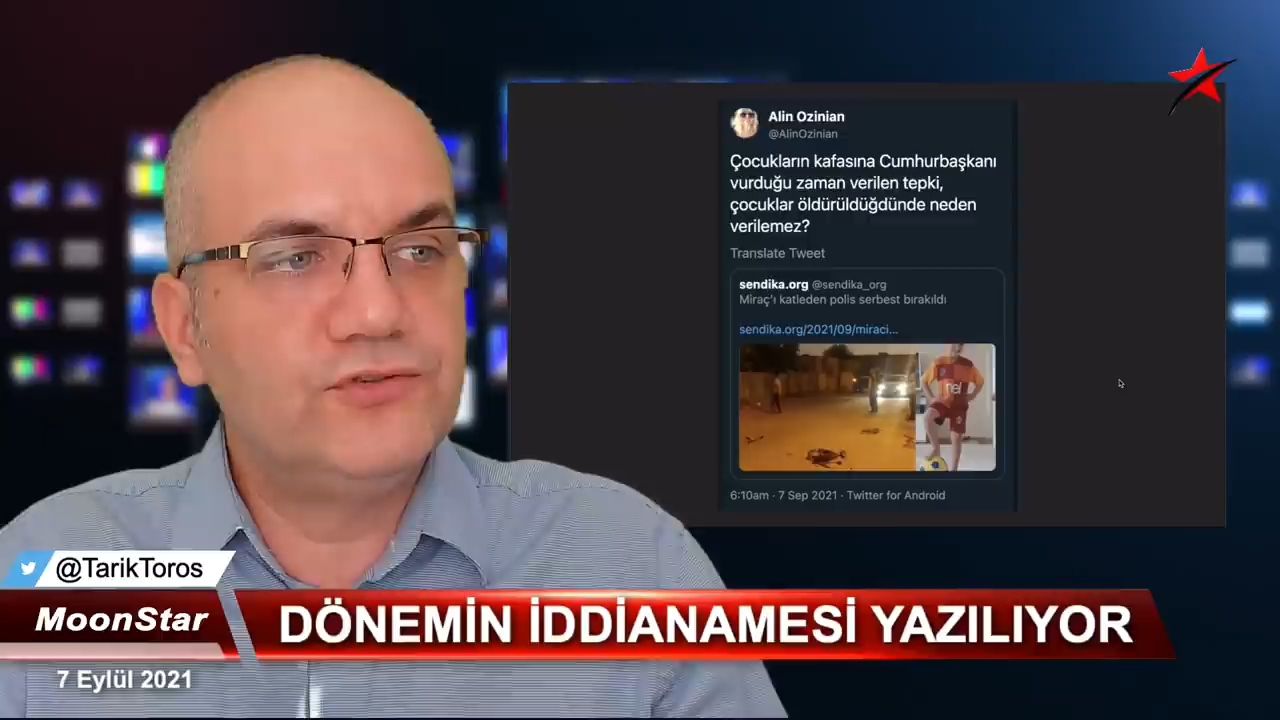 Alin Ozinian
@AlinOzinian
Çocukların kafasına Cumhurbaşkanı
vurduğu zaman verilen tepki,
çocuklar öldürüldüğdünde neden
verilemez?
Translate Tweet
sendika.org @sendika_org
Miraç'ı katleden polis serbest bırakıldı
sendika.org/2021/09/miraci...
nef
6:10am · 7 Sep 2021 · Twitter for Android
@TarikToros
MoonStar
DÖNEMİN İDDİANAMESİ YAZILIYOR
7 Eylül 2021